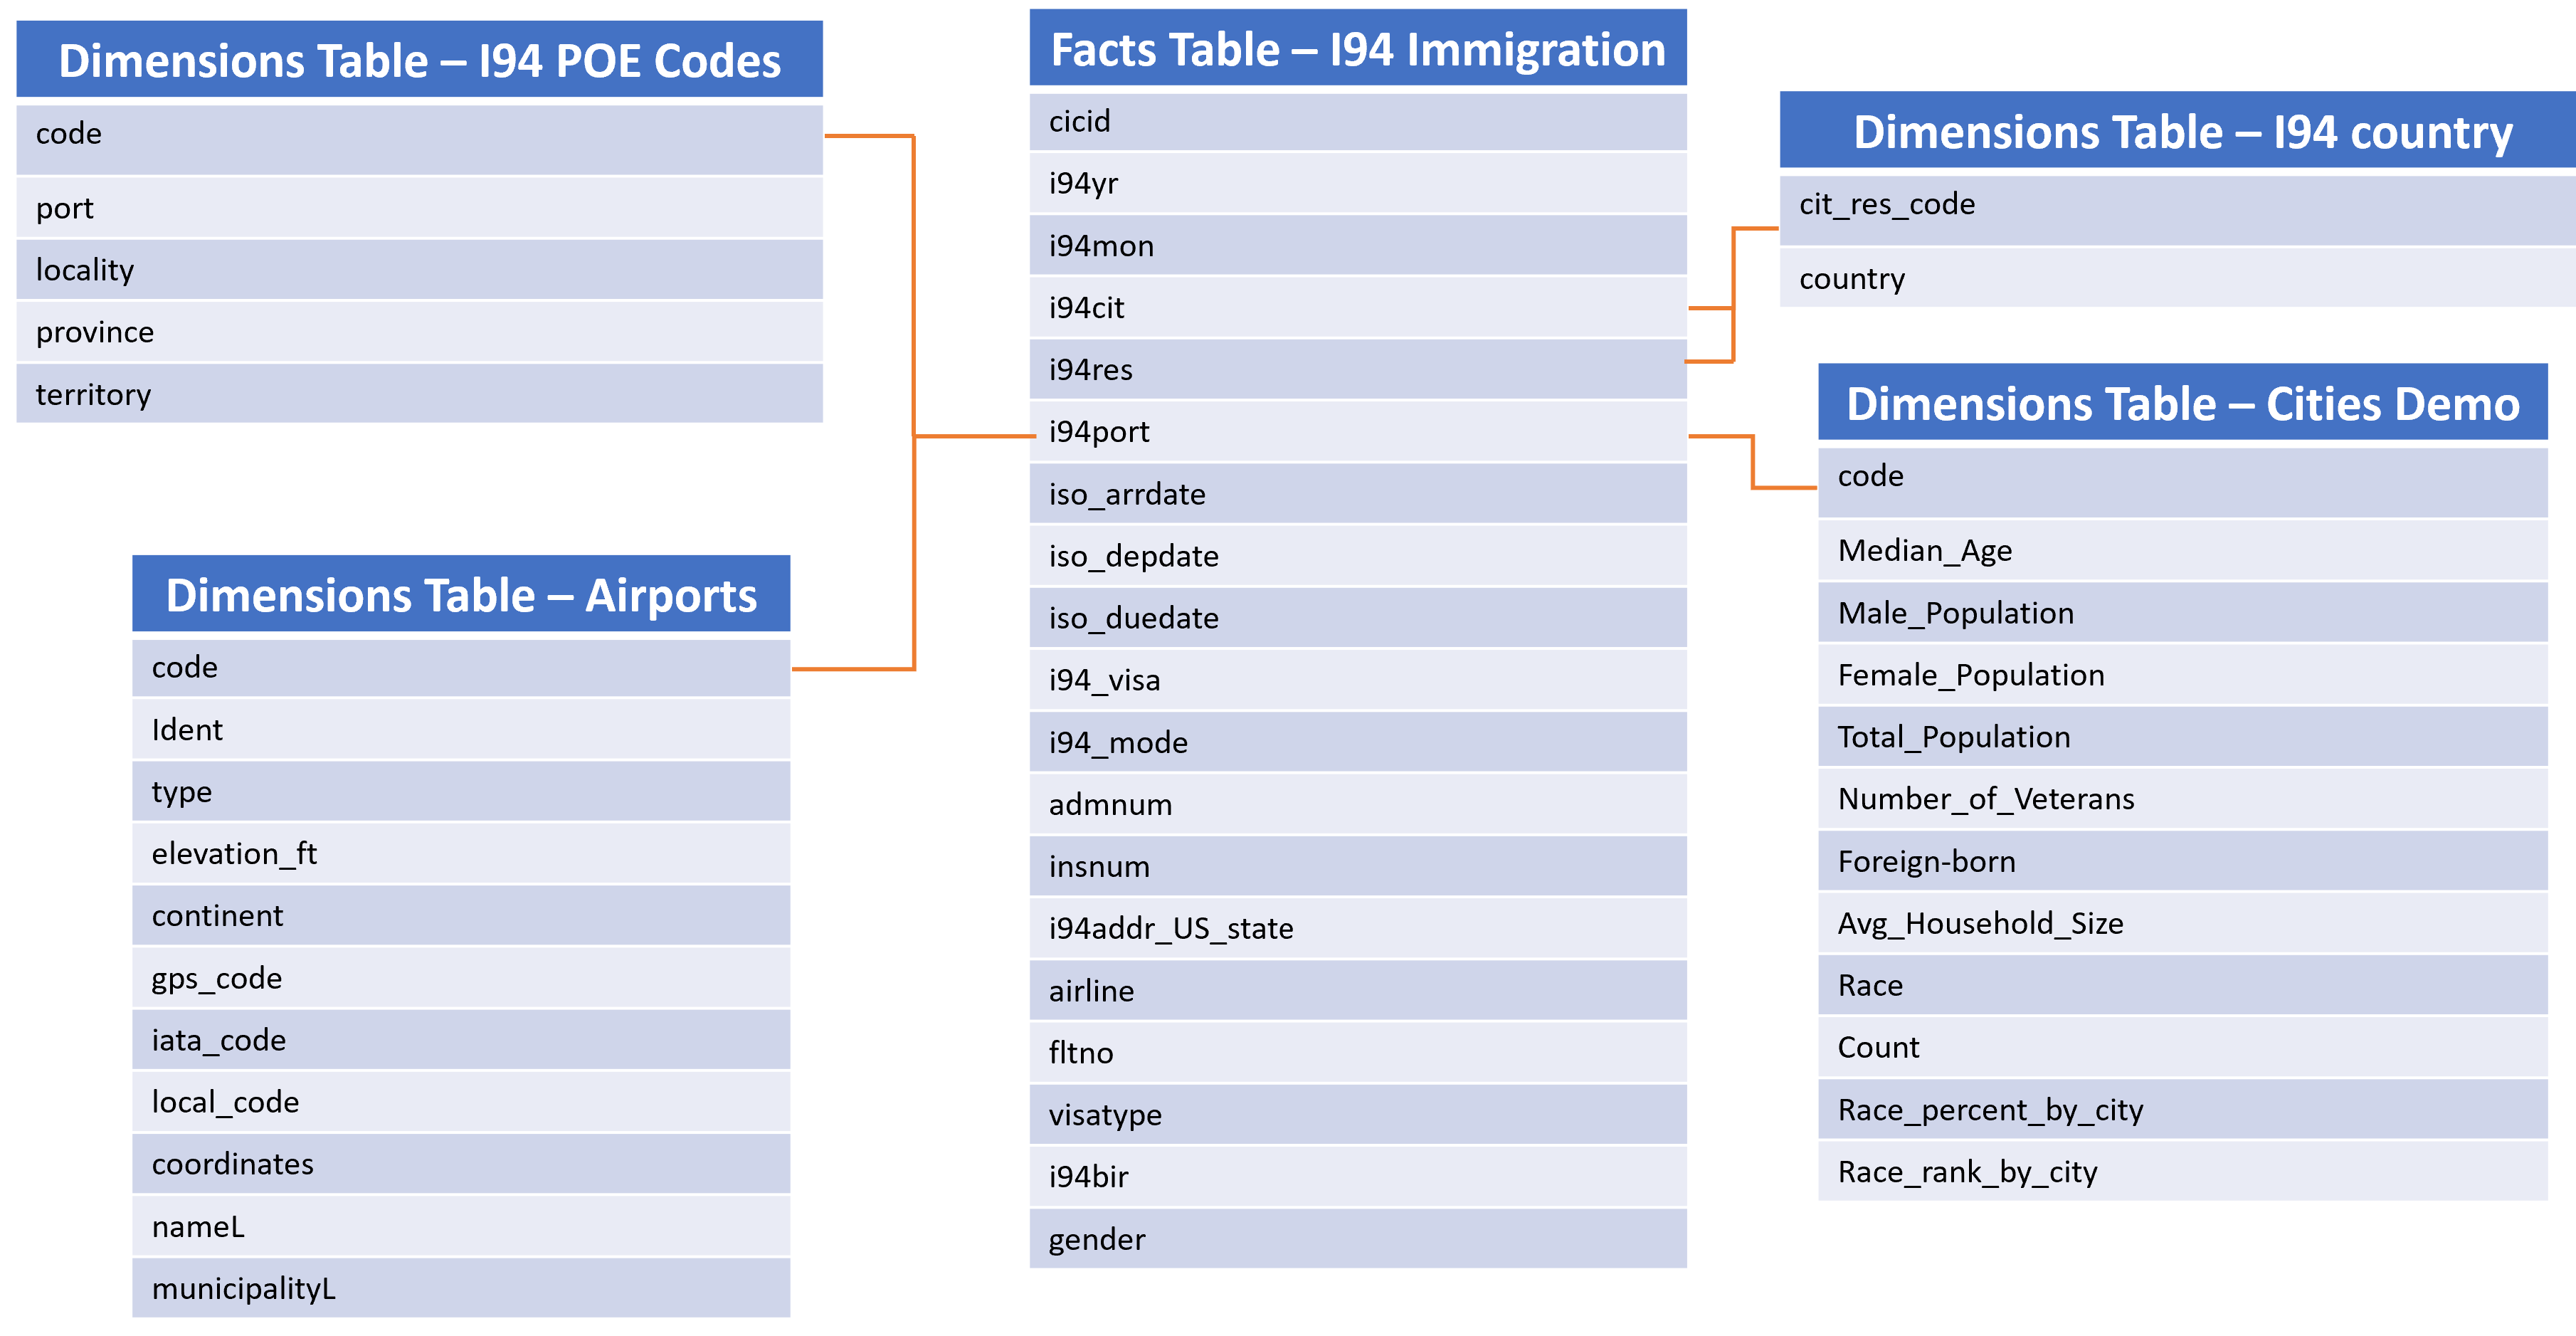 Dimensions Table – I94 POE Codes
code
port
locality
province
territory
Dimensions Table – Airports
code
Ident
type
elevation_ft
continent
gps_code
iata_code
local_code
coordinates
nameL
municipalityL
Facts Table – I94 Immigration
cicid
i94yr
i94mon
i94cit
i94res
i94port
iso_arrdate
iso_depdate
iso_duedate
i94_visa
i94_mode
admnum
insnum
i94addr_US_state
airline
fltno
visatype
i94bir
gender
Dimensions Table – I94 country
cit_res_code
country
Dimensions Table – Cities Demo
code
Median_Age
Male_Population
Female_Population
Total_Population
Number_of_Veterans
Foreign-born
Avg_Household_Size
Race
Count
Race_percent_by_city
Race_rank_by_city